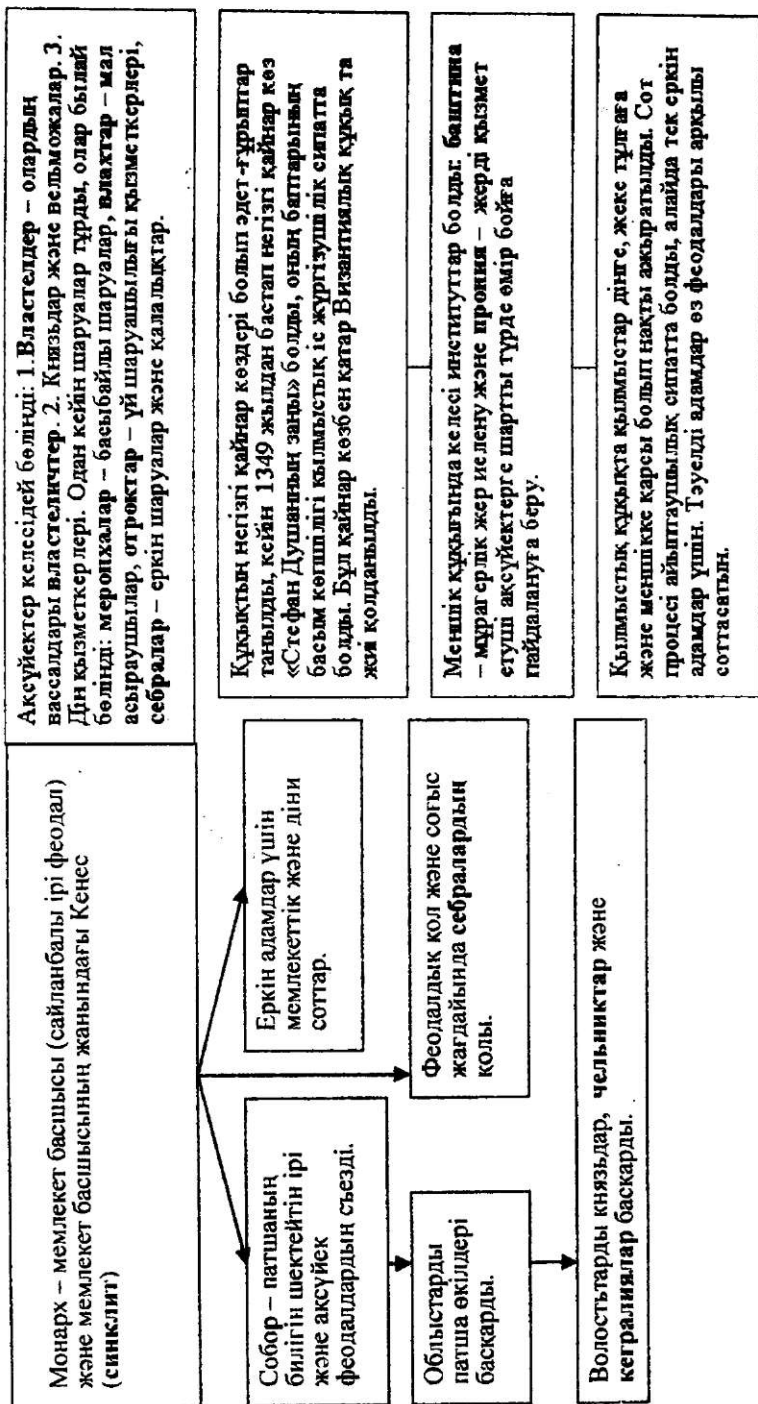 Монарх – мемлекет басшысы (сайланбалы ірі феодал)
және мемлекет басшысының жанындағы Кеңес
(синклит)
Собор – патшаның
билігін шектейтін ірі
және ақсүйек
феодалдардың съезді.
Еркін адамдар үшін
мемлекеттік және діни
соттар.
Облыстарды
патша өкілдері
басқарды.
Феодалдық қол және соғыс
жағдайында себралардың
қолы.
Волостьтарды князьдар, чельниктар және
кегралиялар басқарды.
Ақсүйектер келесідей бөлінді: 1.Властелдер – олардың
вассалдары властеличтер. 2. Князьдар және вельможалар. 3.
Дін қызметкерлері. Одан кейін шаруалар тұрды, олар былай
бөлінді: меропхалар – басыбайлы шаруалар, влахтар – мал
асыраушылар, отроктар – үй шаруашылығы қызметкерлері,
себралар – еркін шаруалар және қалалықтар.
Құқықтың негізгі қайнар көздері болып әдет-ғұрыптар
танылды, кейін 1349 жылдан бастап негізгі қайнар көз
«Стефан Душанның заңы» болды, оның баптарының
басым көпшілігі қылмыстық іс жүргізушілік сипатта
болды. Бұл қайнар көзбен қатар Византиялық құқық та
жиі қолданылды.
Меншік құқығында келесі институттар болды: баштина
– мұрагерлік жер иелену және прония – жерді қызмет
етуші ақсүйектерге шартты түрде өмір бойға
пайдалануға беру.
Қылмыстық құқықта қылмыстар дінге, жеке тұлғаға
және меншікке қарсы болып нақты ажыратылды. Сот
процесі айыптаушылық сипатта болды, алайда тек еркін
адамдар үшін. Тәуелді адамдар өз феодалдары арқылы
соттасатын.